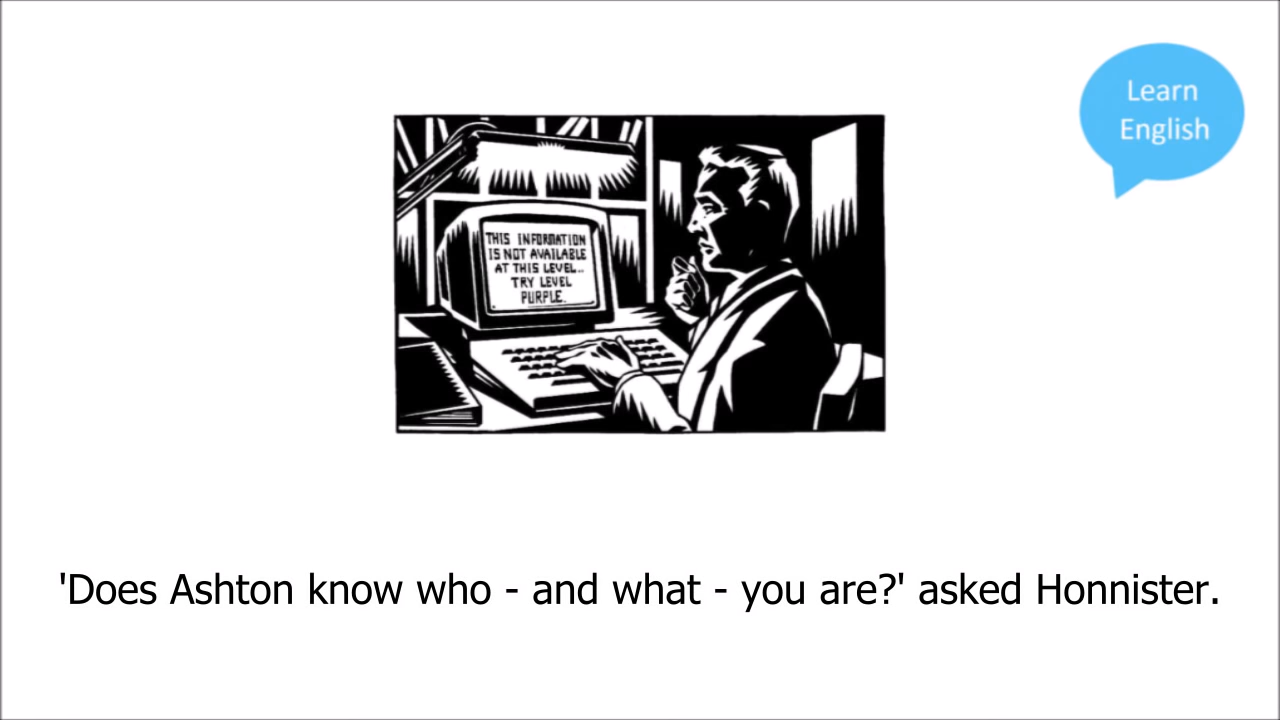 Learn
English
THIS INFORMATION
IS NOT AVAILABLE
AT THIS LEVEL..
TRY LEVEL
PURPLE.
'Does Ashton know who - and what - you are?' asked Honnister.